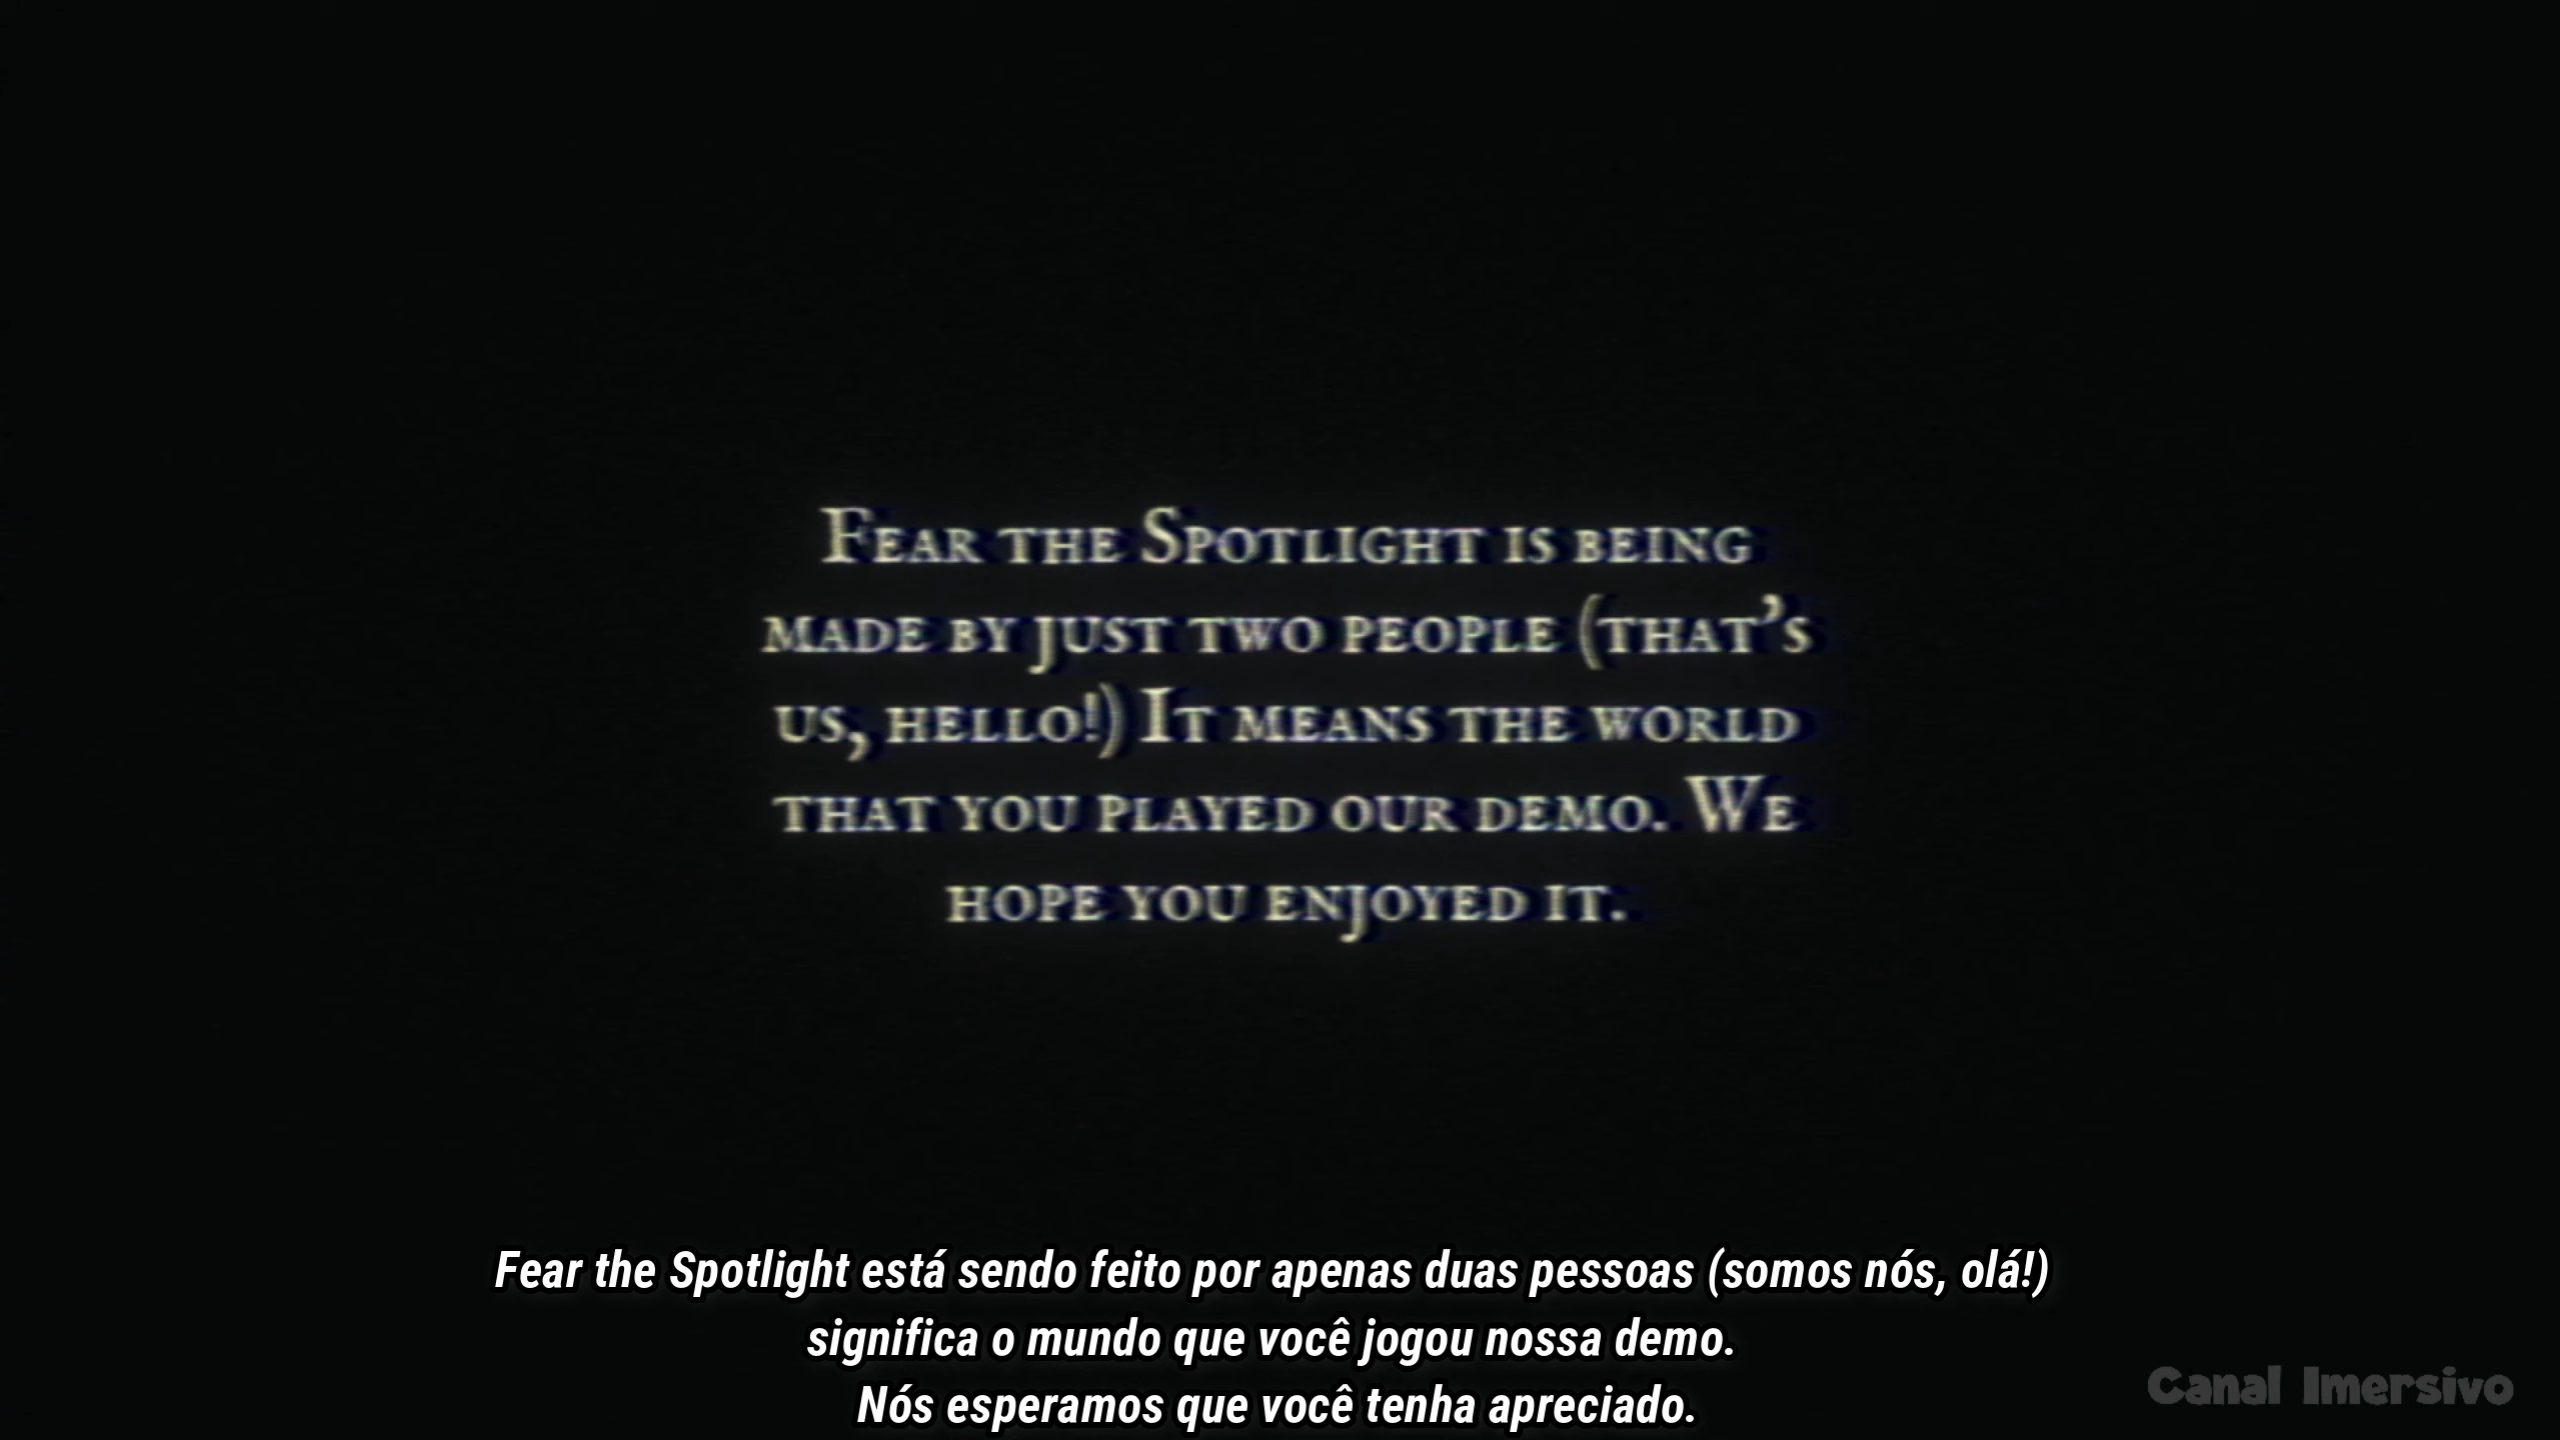 Fear the Spotlight is being
made by just two people (that's
us, hello!) It means the world
that you played our demo. We
hope you enjoyed it.
Fear the Spotlight está sendo feito por apenas duas pessoas (somos nós, olá!)
significa o mundo que você jogou nossa demo.
Nós esperamos que você tenha apreciado.
Canal Imersivo